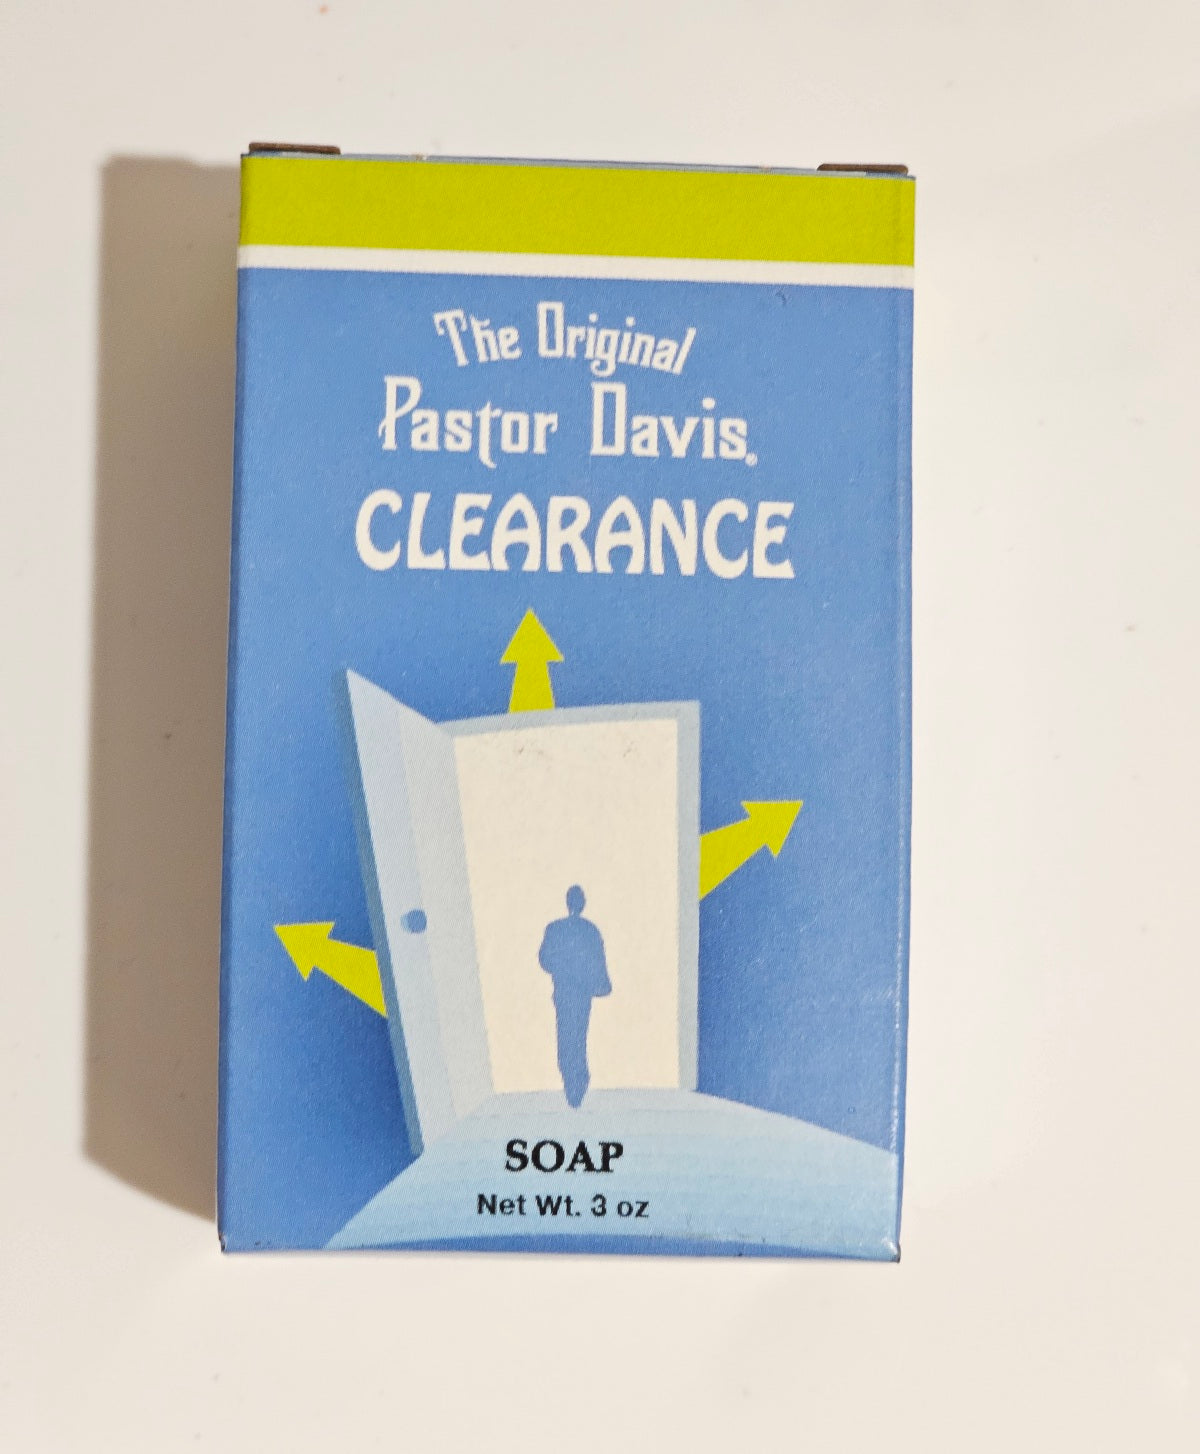 The Original
Pastor Davis®
CLEARANCE
SOAP
Net Wt. 3 oz